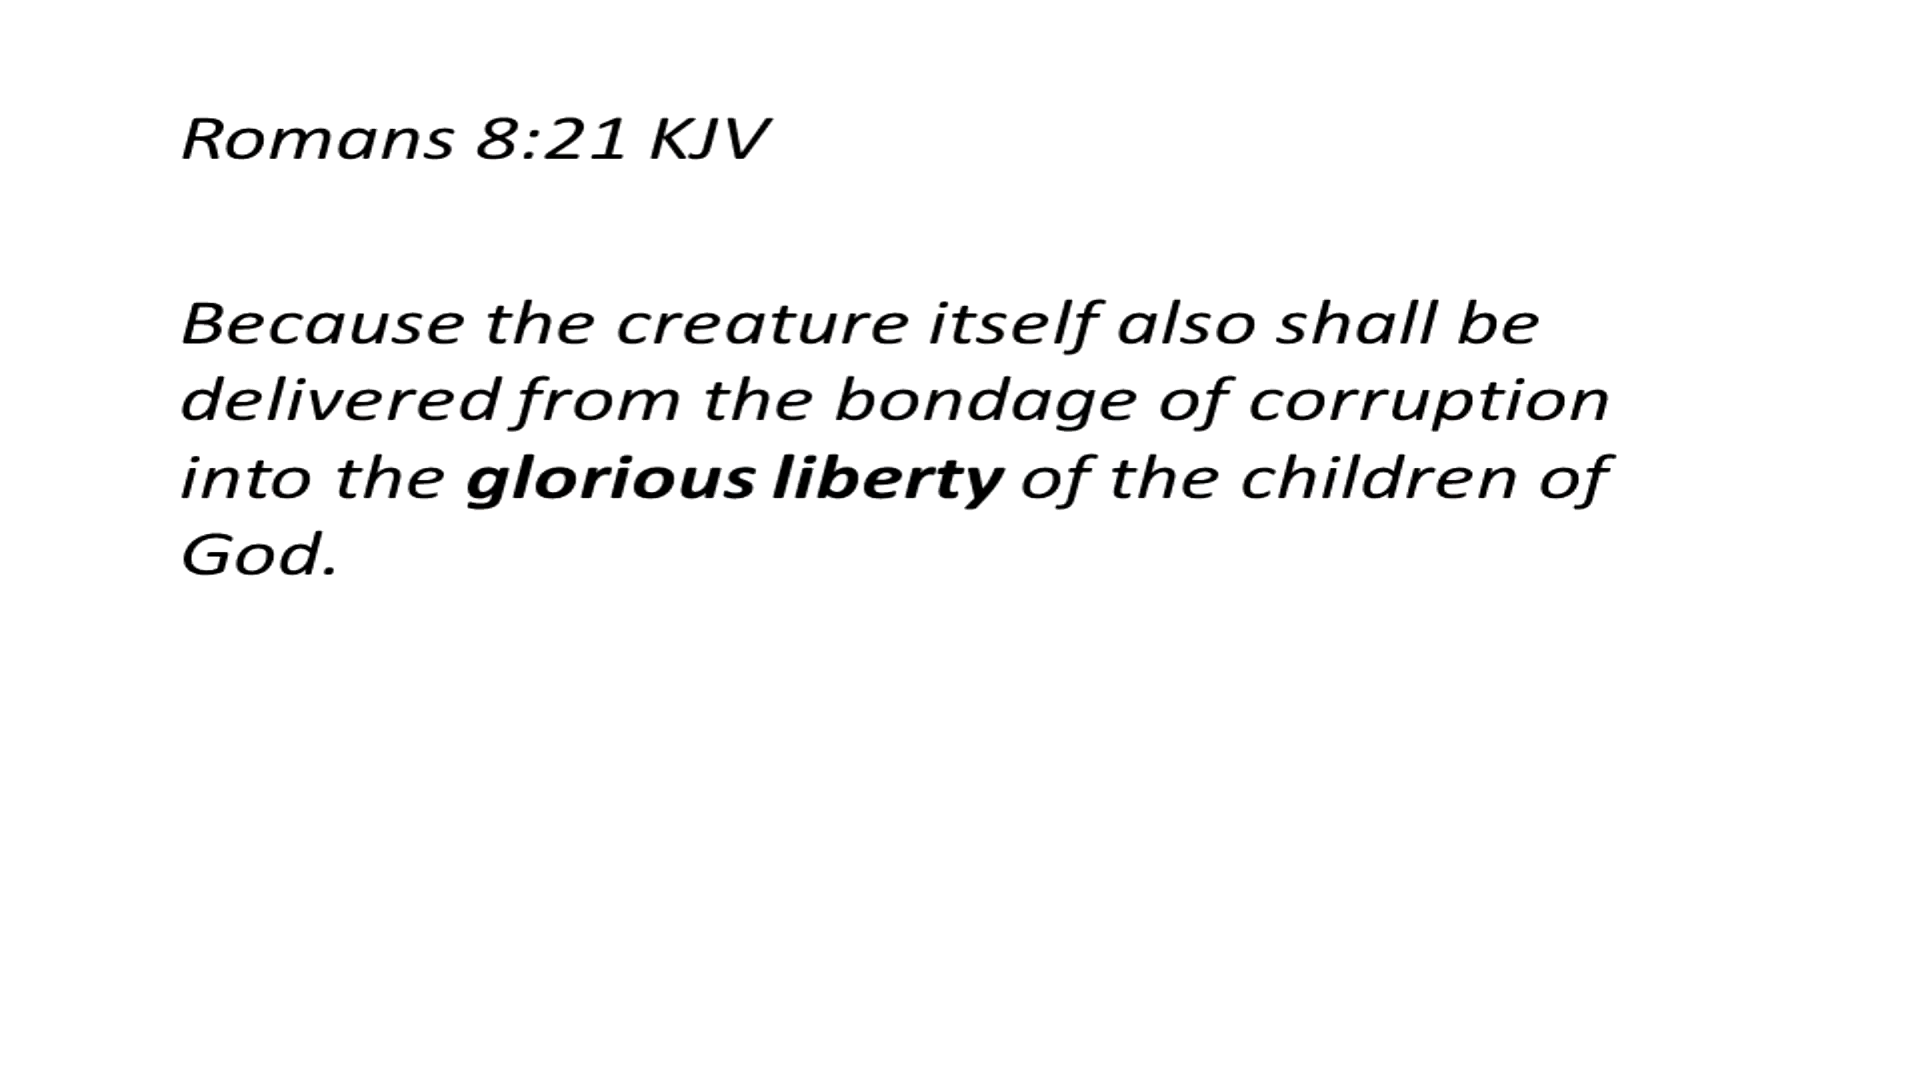 Romans 8:21 KJV
Because the creature itself also shall be
delivered from the bondage of corruption
into the glorious liberty of the children of
God.